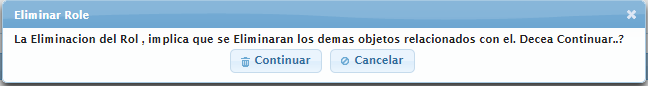 Eliminar Role
La Eliminacion del Rol , implica que se Eliminaran los demas objetos relacionados con el. Decea Continuar..?
Continuar
Cancelar